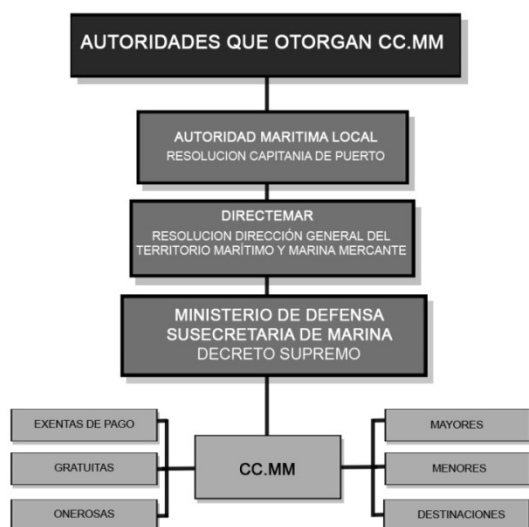 AUTORIDADES QUE OTORGAN CC.MM
AUTORIDAD MARITIMA LOCAL
RESOLUCION CAPITANIA DE PUERTO
DIRECTEMAR
RESOLUCION DIRECCIÓN GENERAL DEL
TERRITORIO MARÍTIMO Y MARINA MERCANTE
MINISTERIO DE DEFENSA
SUSECRETARIA DE MARINA
DECRETO SUPREMO
EXENTAS DE PAGO
GRATUITAS
ONEROSAS
CC.MM
MAYORES
MENORES
DESTINACIONES